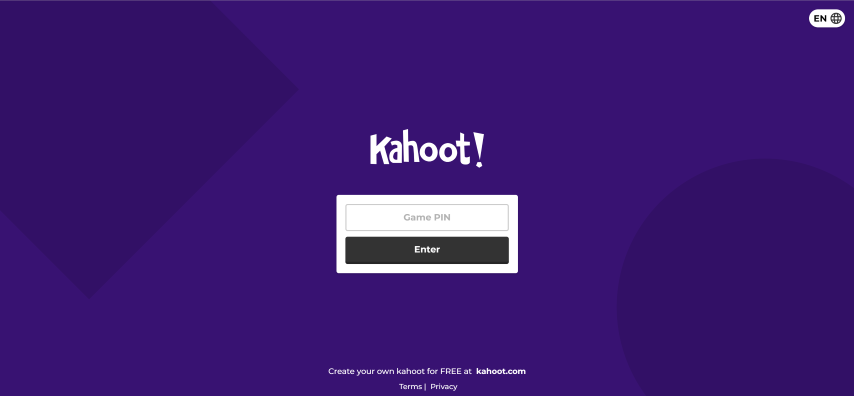 EN
Kahoot!
Game PIN
Enter
Create your own kahoot for FREE at kahoot.com
Terms | Privacy